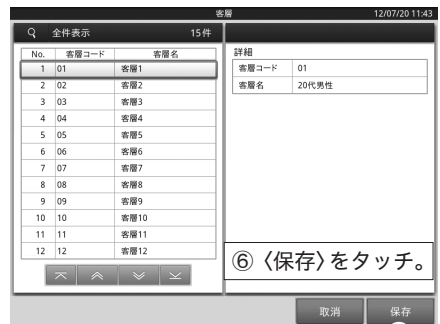 客層 12/07/20 11:43
全件表示 15件
No. 客層コード 客層名
1 01 客層1
2 02 客層2
3 03 客層3
4 04 客層4
5 05 客層5
6 06 客層6
7 07 客層7
8 08 客層8
9 09 客層9
10 10 客層10
11 11 客層11
12 12 客層12
詳細
客層コード 01
客層名 20代男性
⑥〈保存〉をタッチ。
取消 保存